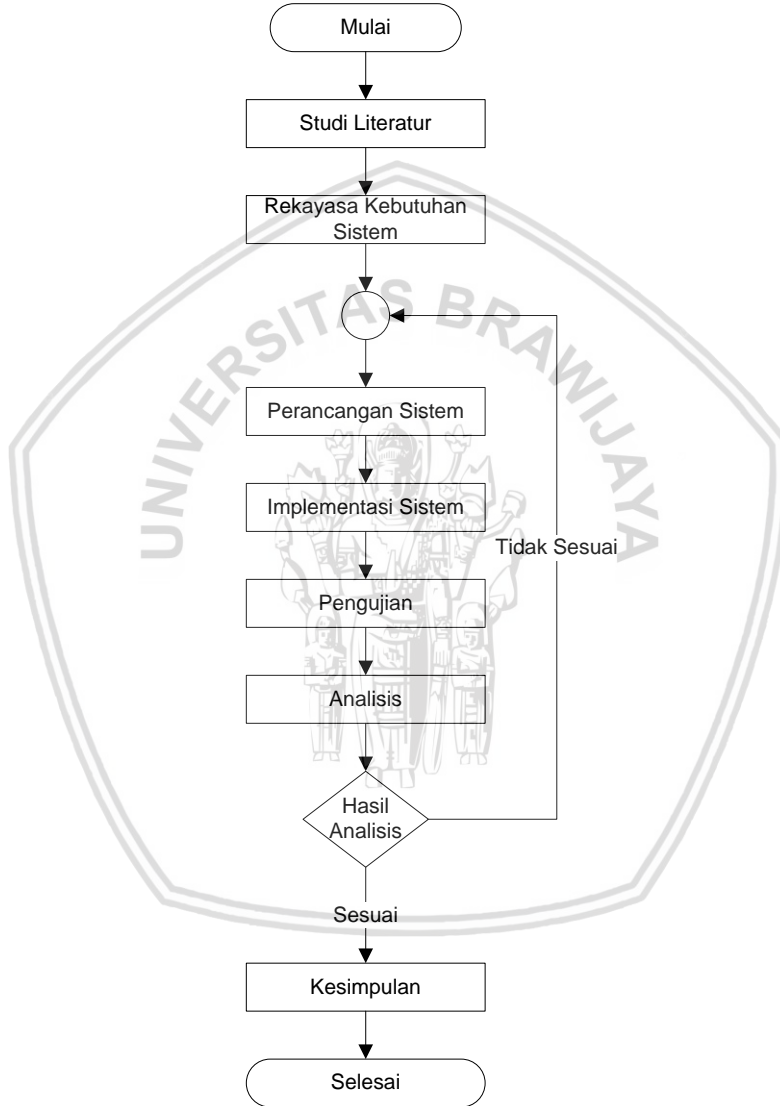 Mulai
Studi Literatur
Rekayasa Kebutuhan
Sistem
UNIVERSITAS BRAWIJAYA
Perancangan Sistem
Implementasi Sistem
Tidak Sesuai
Pengujian
Analisis
Hasil
Analisis
Sesuai
Kesimpulan
Selesai